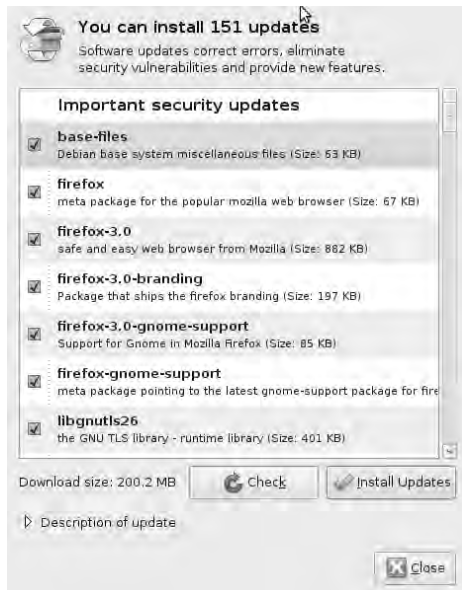 You can install 151 updates
Software updates correct errors, eliminate
security vulnerabilities and provide new features.
Important security updates
base-files
Debian base system miscellaneous files (Size: 53 KB)
firefox
meta package for the popular mozilla web browser (Size: 67 KB)
firefox-3.0
safe and easy web browser from Mozilla (Size: 882 KB)
firefox-3.0-branding
Package that ships the firefox branding (Size: 197 KB)
firefox-3.0-gnome-support
Support for Gnome in Mozilla Firefox (Size: 85 KB)
firefox-gnome-support
meta package pointing to the latest gnome-support package for fire
libgnutls26
the GNU TLS library - runtime library (Size: 401 KB)
Download size: 200.2 MB
Check
Install Updates
Description of update
Close